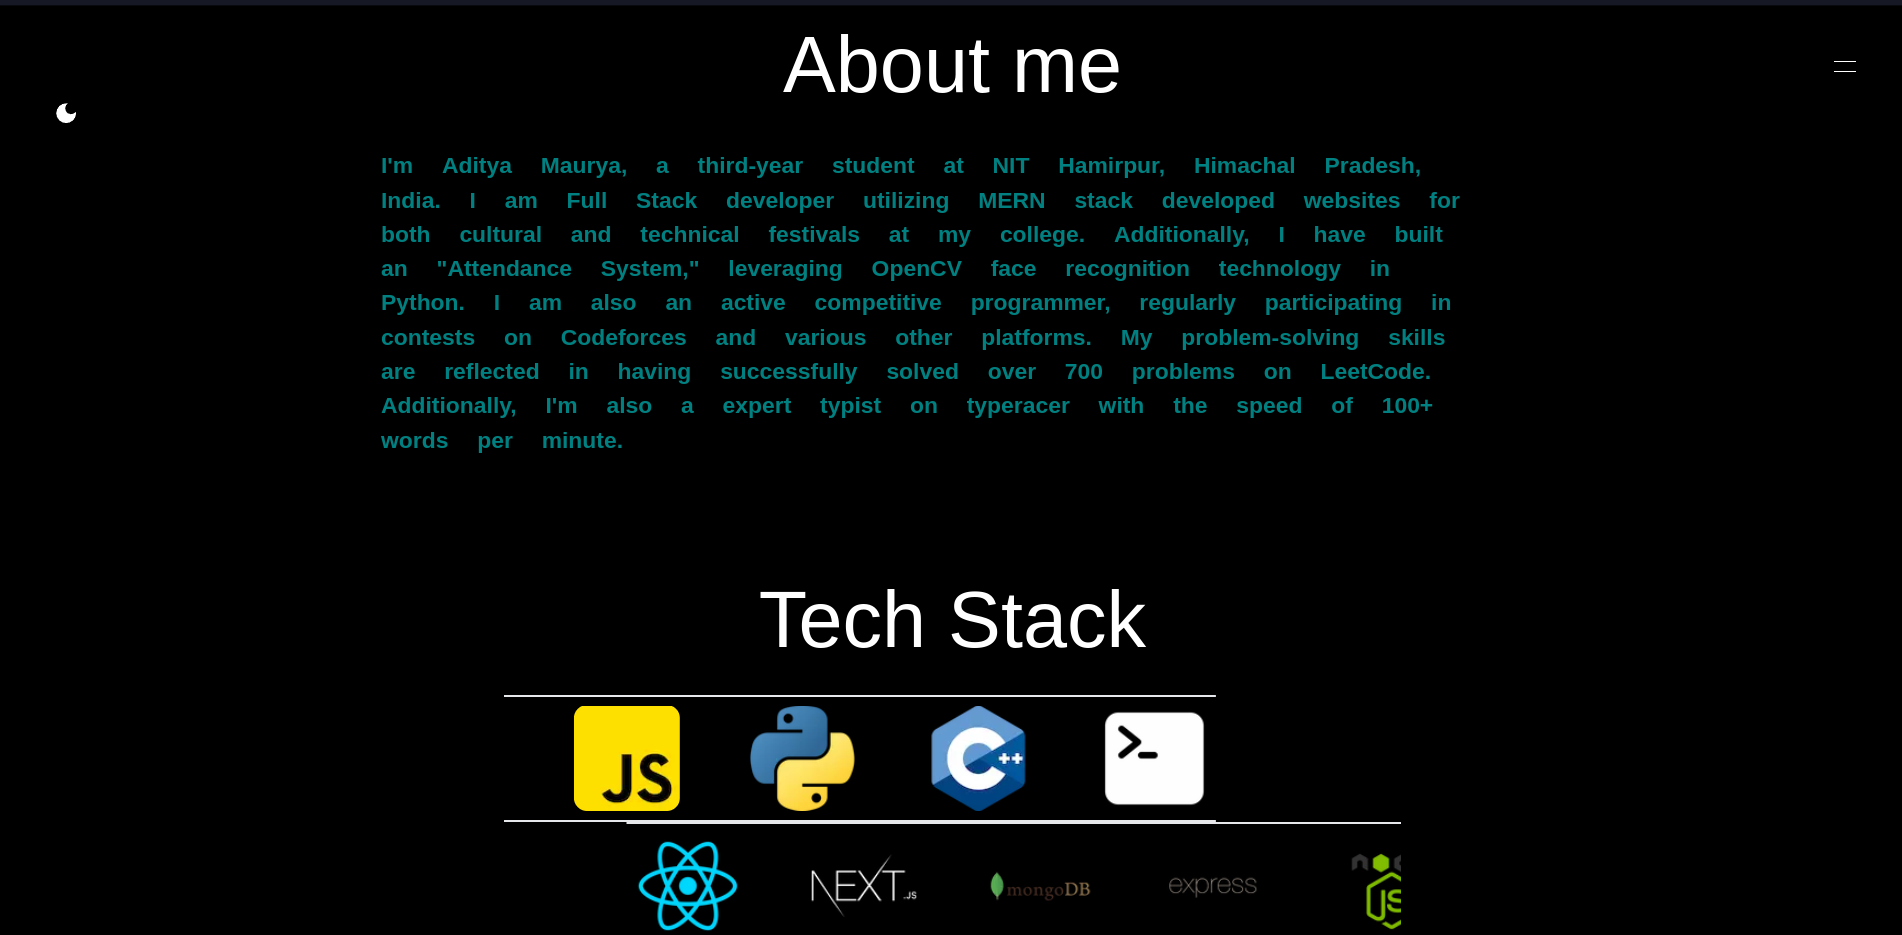 About me
I'm Aditya Maurya, a third-year student at NIT Hamirpur, Himachal Pradesh,
India. I am Full Stack developer utilizing MERN stack developed websites for
both cultural and technical festivals at my college. Additionally, I have built
an "Attendance System," leveraging OpenCV face recognition technology in
Python. I am also an active competitive programmer, regularly participating in
contests on Codeforces and various other platforms. My problem-solving skills
are reflected in having successfully solved over 700 problems on LeetCode.
Additionally, I'm also a expert typist on typeracer with the speed of 100+
words per minute.
Tech Stack
JS
C++
NEXT.JS
mongoDB
express
JS